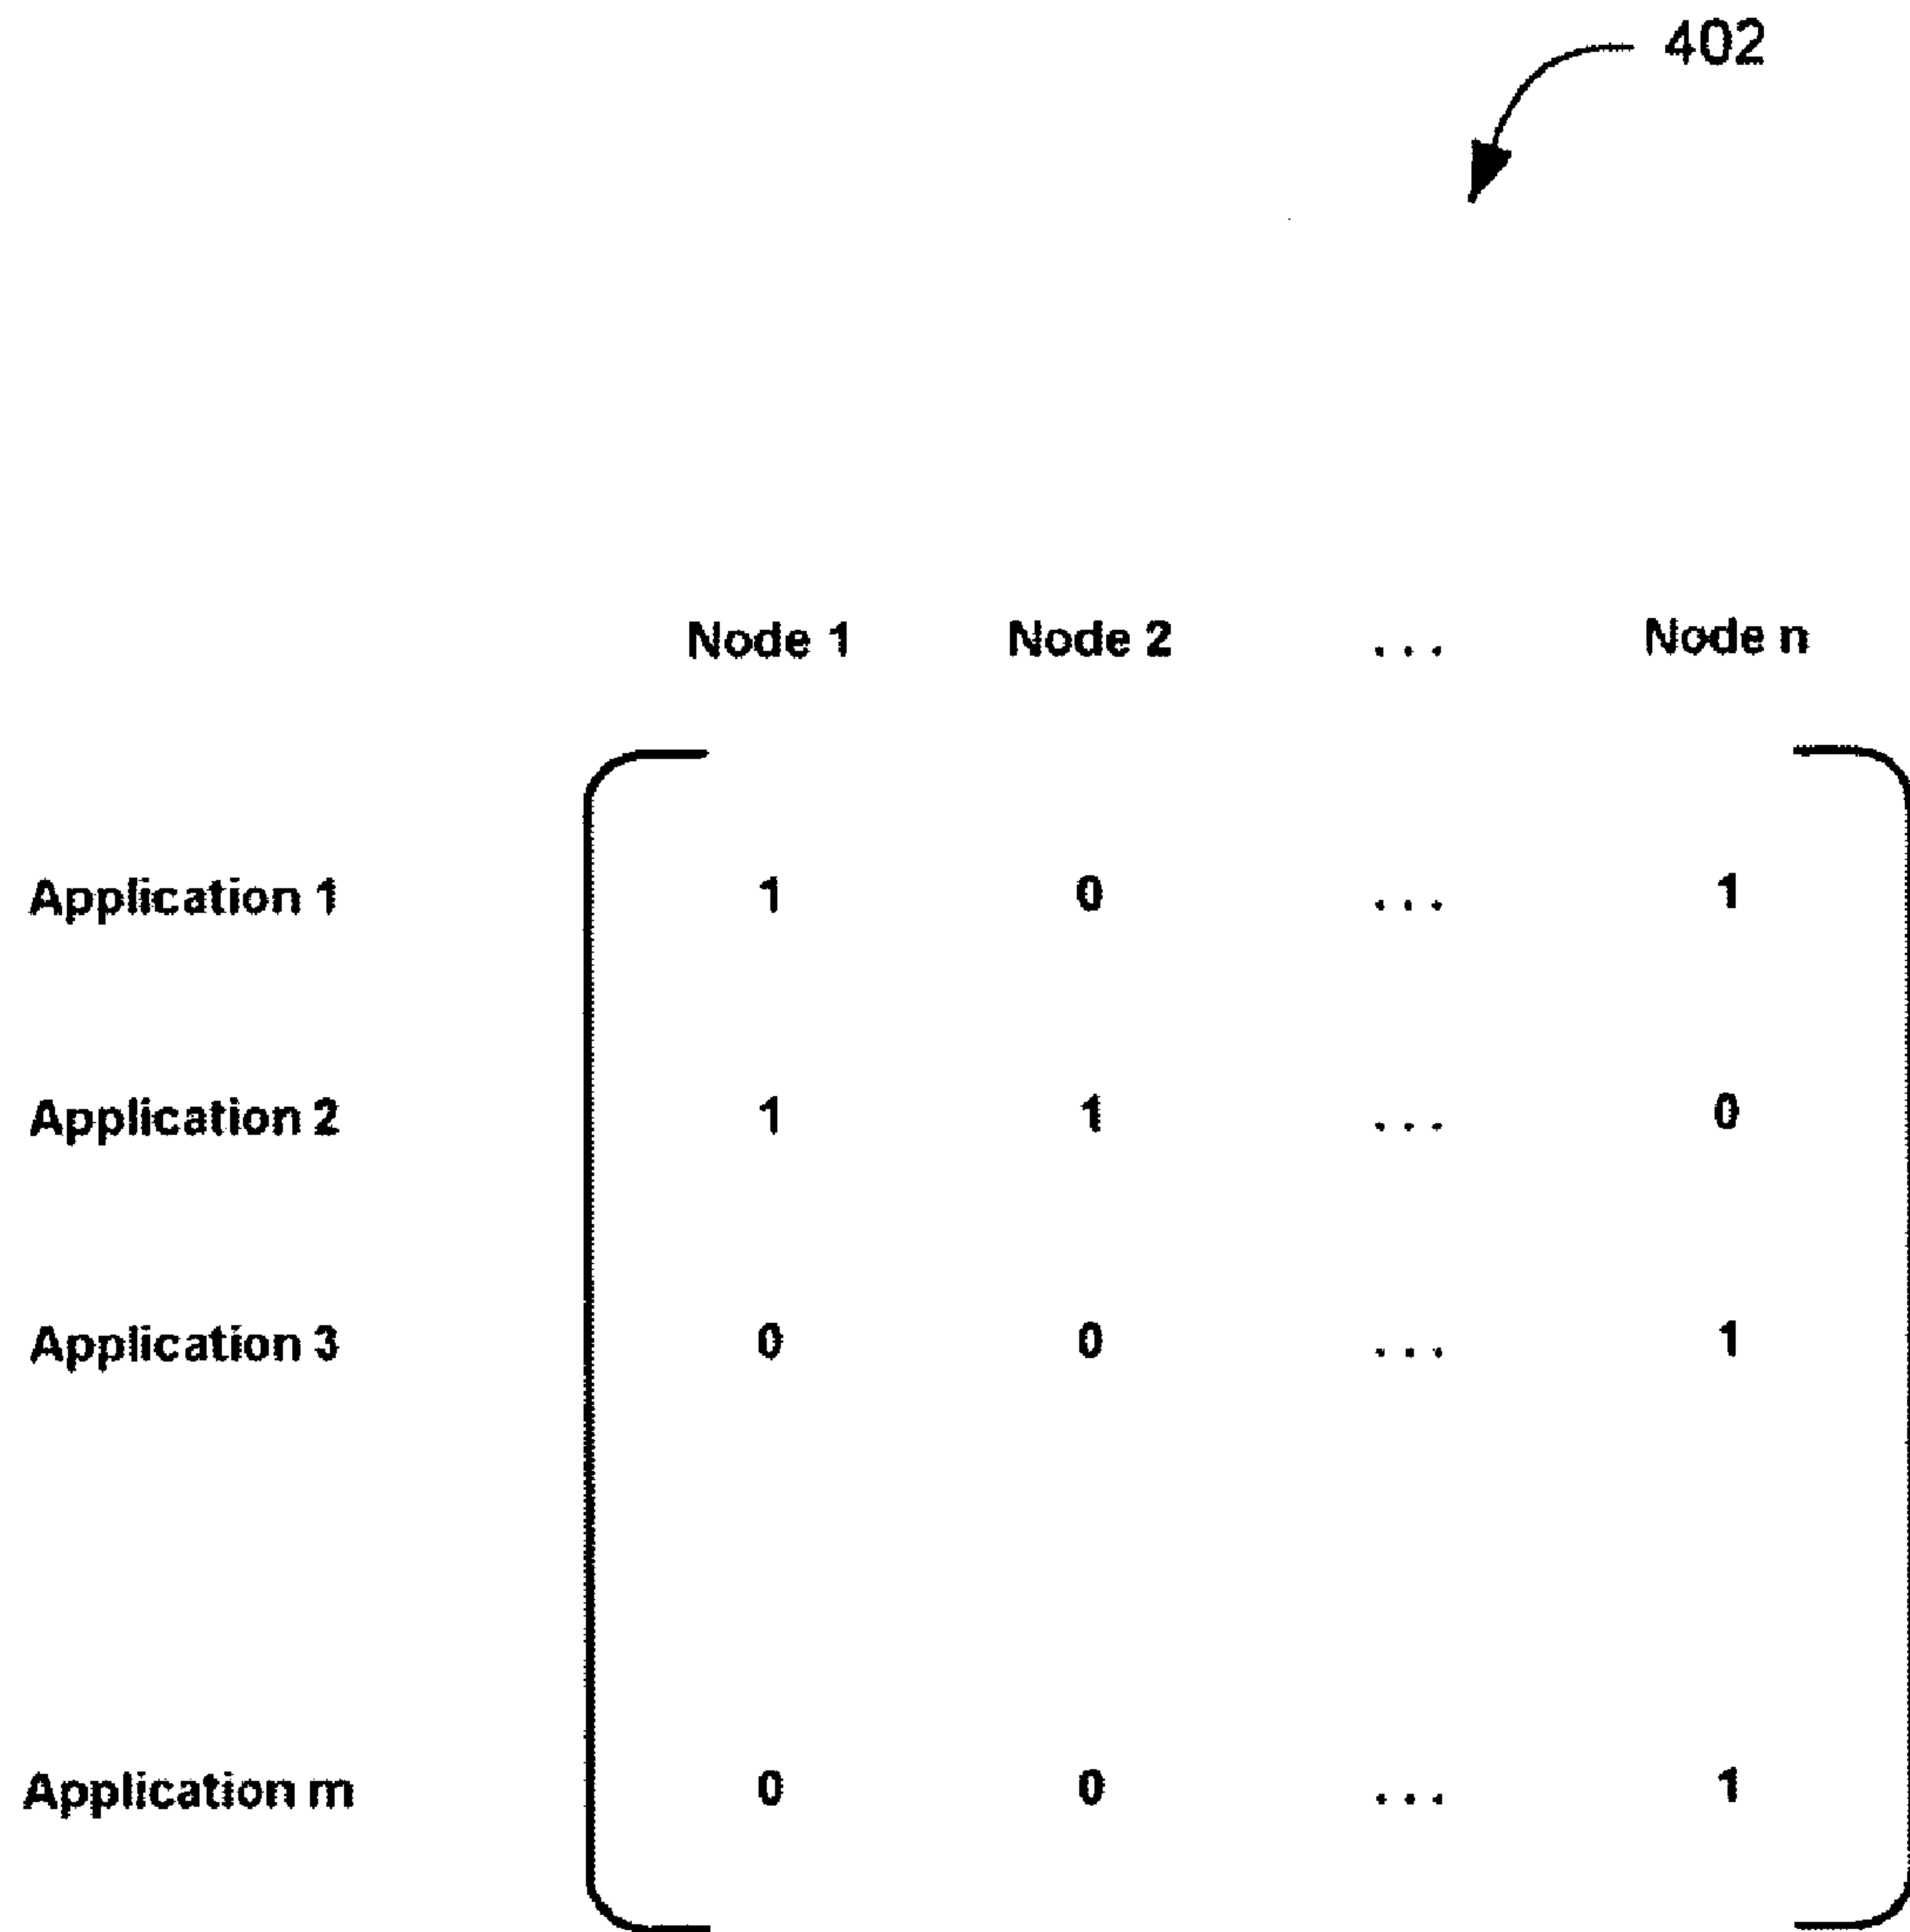 402
Node 1 Node 2 ... Node n
Application 1 1 0 ... 1
Application 2 1 1 ... 0
Application 3 0 0 ... 1
Application m 0 0 ... 1